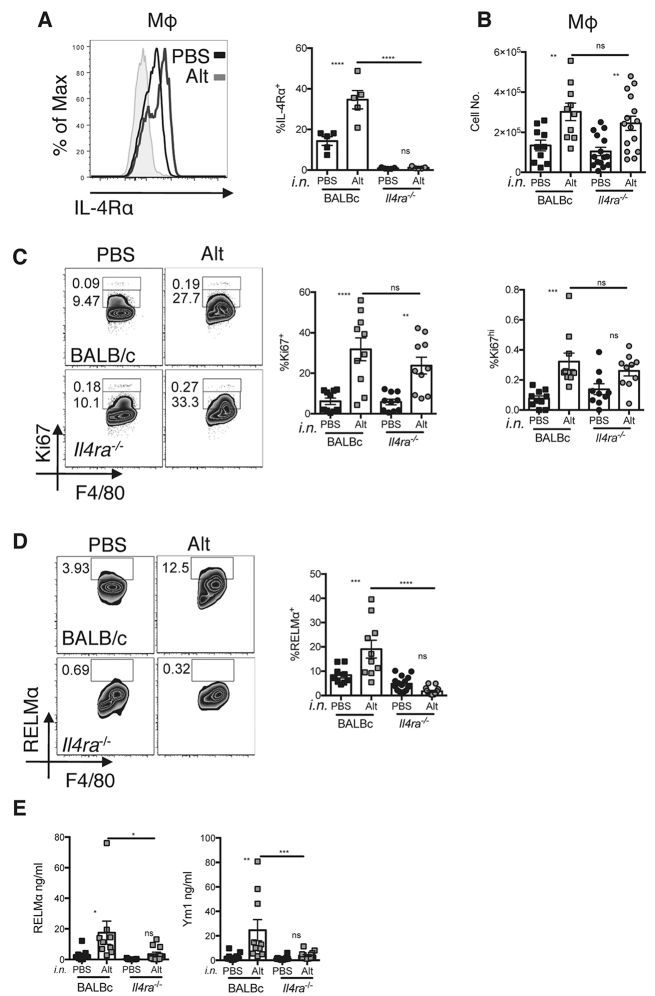 A
Mφ
PBS
Alt
% of Max
100
80
60
40
20
0
IL-4Rα
%IL-4Rα⁺
60
40
20
0
****
****
ns
i.n.
PBS
Alt
PBS
Alt
BALBc
Il4ra⁻/⁻
B
Mφ
Cell No.
6×10⁵
4×10⁵
2×10⁵
0
**
ns
**
i.n.
PBS
Alt
PBS
Alt
BALBc
Il4ra⁻/⁻
C
PBS
Alt
0.09
9.47
0.19
27.7
BALB/c
0.18
10.1
0.27
33.3
Il4ra⁻/⁻
Ki67
F4/80
%Ki67⁺
60
40
20
0
****
ns
**
i.n.
PBS
Alt
PBS
Alt
BALBc
Il4ra⁻/⁻
%Ki67ʰⁱ
0.8
0.6
0.4
0.2
0.0
***
ns
ns
i.n.
PBS
Alt
PBS
Alt
BALBc
Il4ra⁻/⁻
D
PBS
Alt
3.93
12.5
BALB/c
0.69
0.32
Il4ra⁻/⁻
RELMα
F4/80
%RELMα⁺
50
40
30
20
10
0
***
****
ns
i.n.
PBS
Alt
PBS
Alt
BALBc
Il4ra⁻/⁻
E
RELMα ng/ml
80
60
40
20
0
*
*
ns
i.n.
PBS
Alt
PBS
Alt
BALBc
Il4ra⁻/⁻
Ym1 ng/ml
100
80
60
40
20
0
**
***
ns
i.n.
PBS
Alt
PBS
Alt
BALBc
Il4ra⁻/⁻